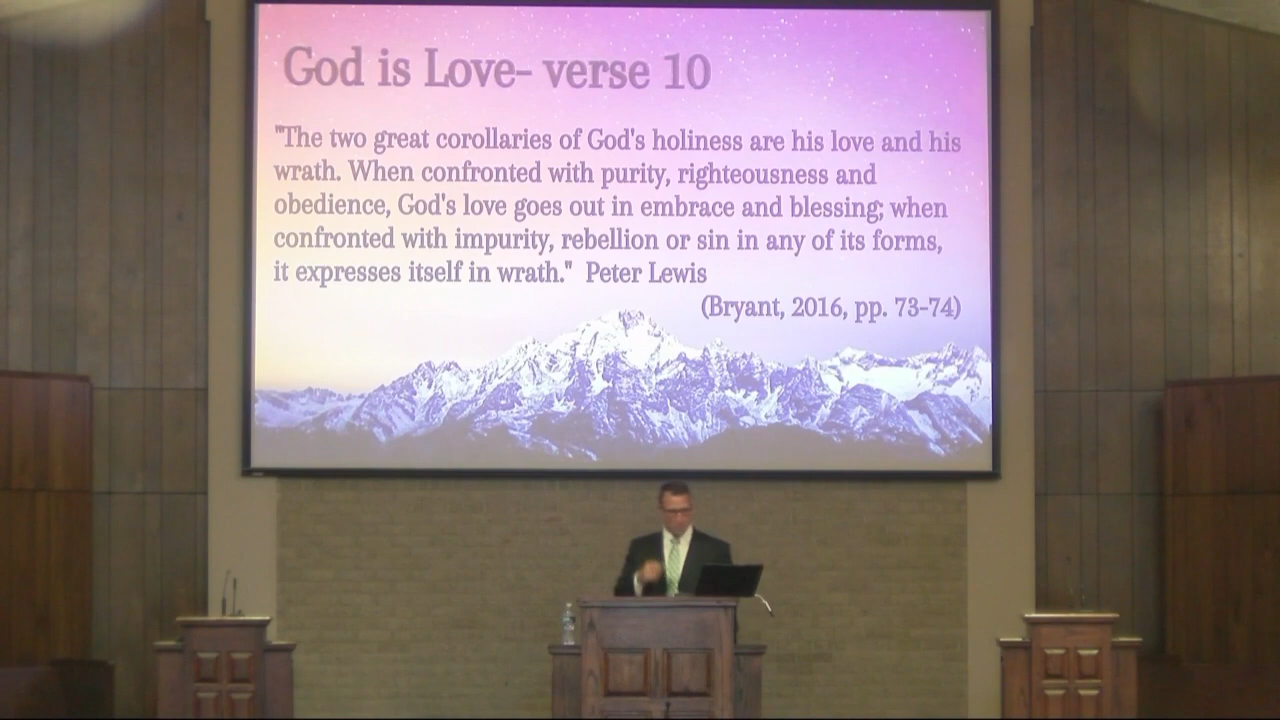 God is Love- verse 10
"The two great corollaries of God's holiness are his love and his
wrath. When confronted with purity, righteousness and
obedience, God's love goes out in embrace and blessing; when
confronted with impurity, rebellion or sin in any of its forms,
it expresses itself in wrath." Peter Lewis
(Bryant, 2016, pp. 73-74)